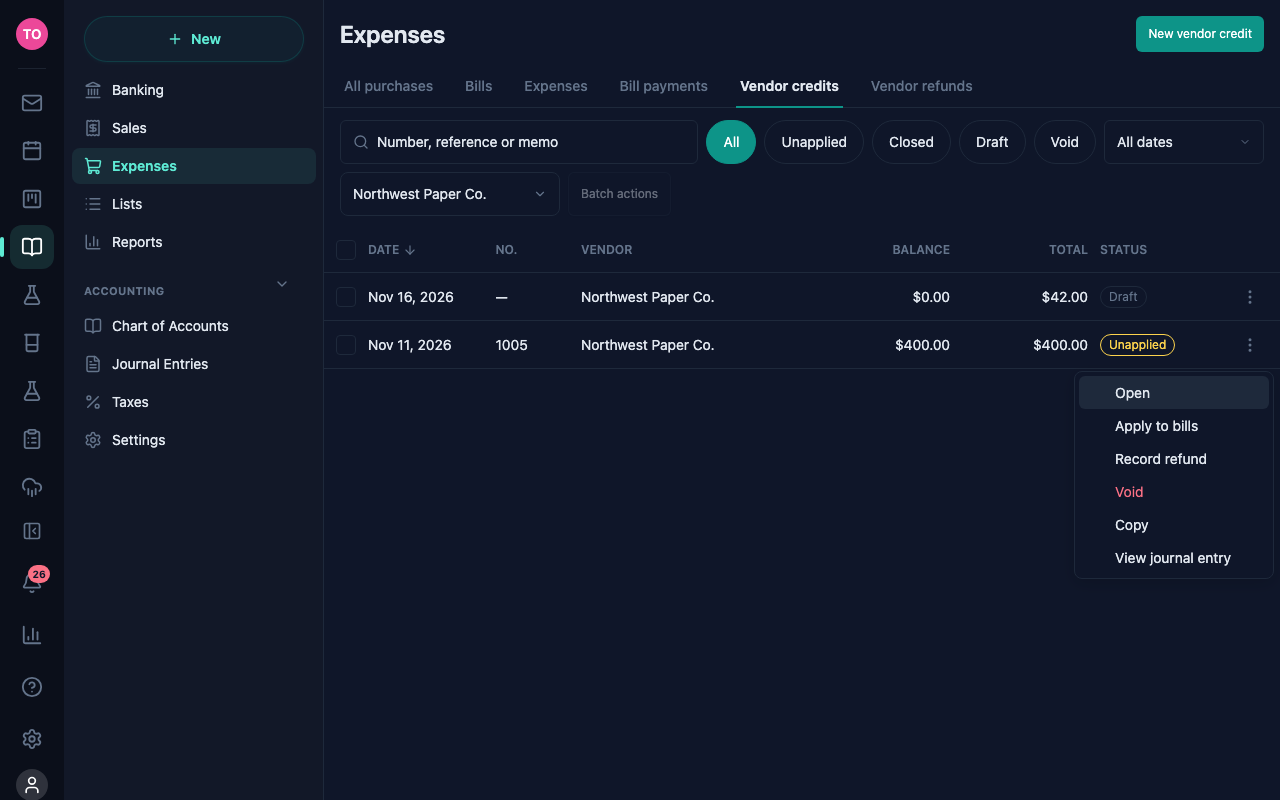 TO
+ New
Banking
Sales
Expenses
Lists
Reports
ACCOUNTING
Chart of Accounts
Journal Entries
Taxes
Settings
26
Expenses
New vendor credit
All purchases
Bills
Expenses
Bill payments
Vendor credits
Vendor refunds
Number, reference or memo
All
Unapplied
Closed
Draft
Void
All dates
Northwest Paper Co.
Batch actions
DATE NO. VENDOR BALANCE TOTAL STATUS
Nov 16, 2026 — Northwest Paper Co. $0.00 $42.00 Draft
Nov 11, 2026 1005 Northwest Paper Co. $400.00 $400.00 Unapplied
Open
Apply to bills
Record refund
Void
Copy
View journal entry